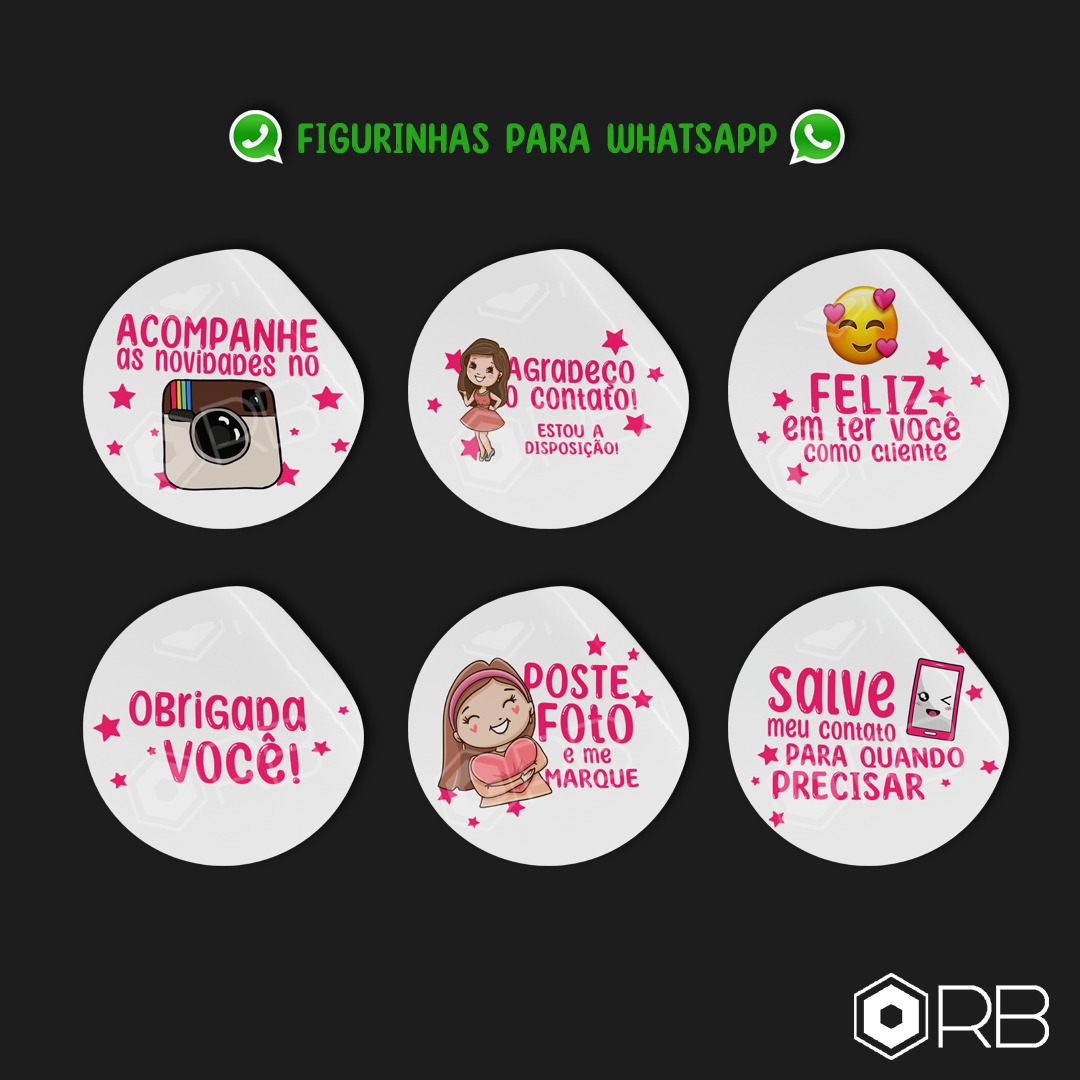 FIGURINHAS PARA WHATSAPP
ACOMPANHE
as novidades no
AGRADEÇO
O contato!
ESTOU A
DISPOSIÇÃO!
FELIZ
em ter você
como cliente
OBRIGADA
VOCÊ!
POSTE
FOTO
e me
MARQUE
Salve
meu contato
PARA QUANDO
PRECISAR
ORB